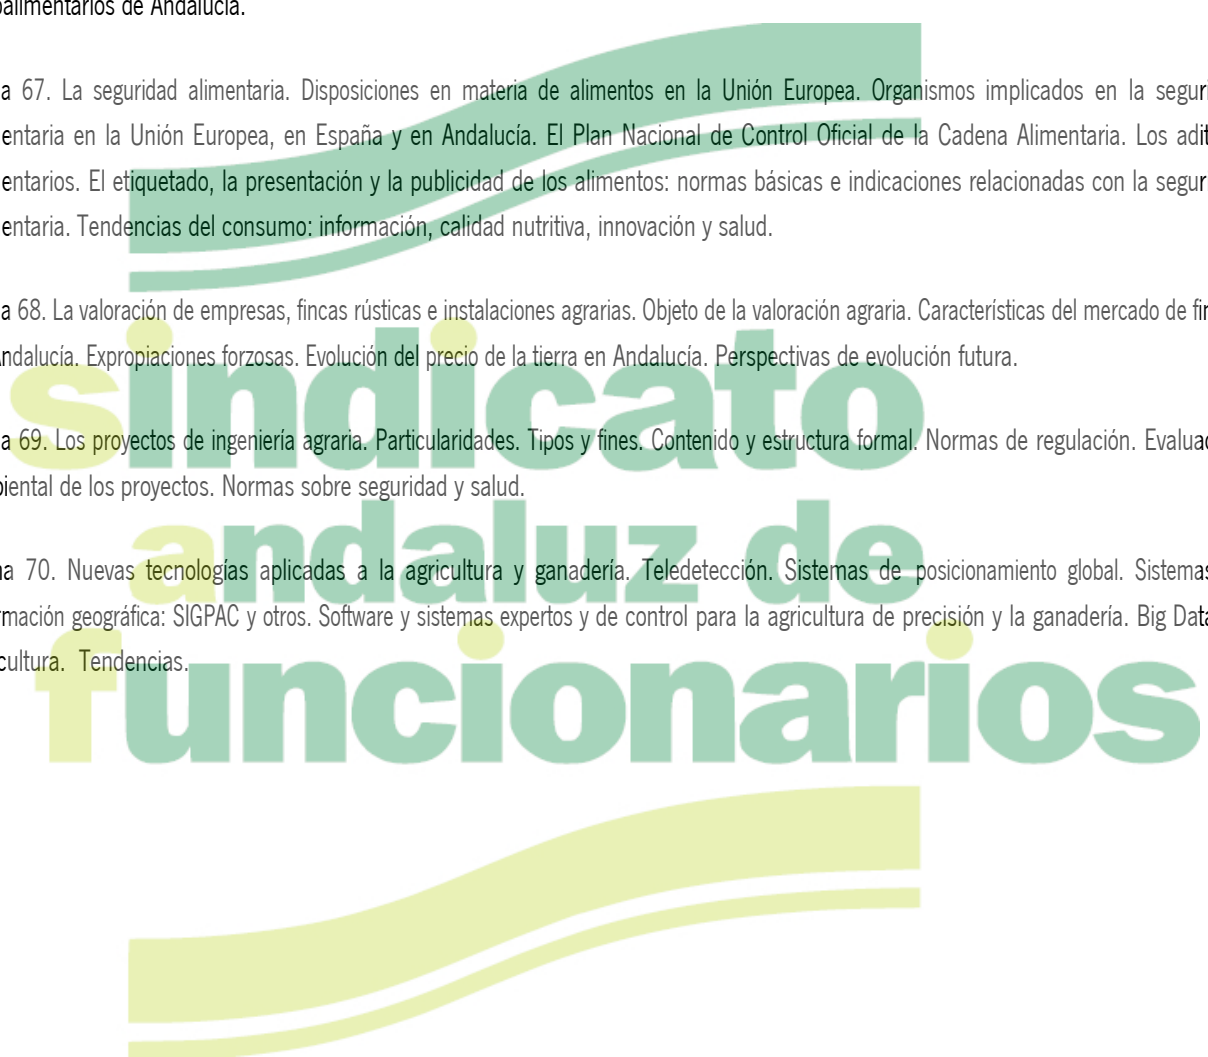 oalimentarios de Andalucía.
a 67. La seguridad alimentaria. Disposiciones en materia de alimentos en la Unión Europea. Organismos implicados en la seguri
entaria en la Unión Europea, en España y en Andalucía. El Plan Nacional de Control Oficial de la Cadena Alimentaria. Los adit
entarios. El etiquetado, la presentación y la publicidad de los alimentos: normas básicas e indicaciones relacionadas con la seguri
entaria. Tendencias del consumo: información, calidad nutritiva, innovación y salud.
a 68. La valoración de empresas, fincas rústicas e instalaciones agrarias. Objeto de la valoración agraria. Características del mercado de fin
Andalucía. Expropiaciones forzosas. Evolución del precio de la tierra en Andalucía. Perspectivas de evolución futura.
a 69. Los proyectos de ingeniería agraria. Particularidades. Tipos y fines. Contenido y estructura formal. Normas de regulación. Evaluac
biental de los proyectos. Normas sobre seguridad y salud.
na 70. Nuevas tecnologías aplicadas a la agricultura y ganadería. Teledetección. Sistemas de posicionamiento global. Sistemas
rmación geográfica: SIGPAC y otros. Software y sistemas expertos y de control para la agricultura de precisión y la ganadería. Big Data
cultura. Tendencias.
sindicato
andaluz de
funcionarios